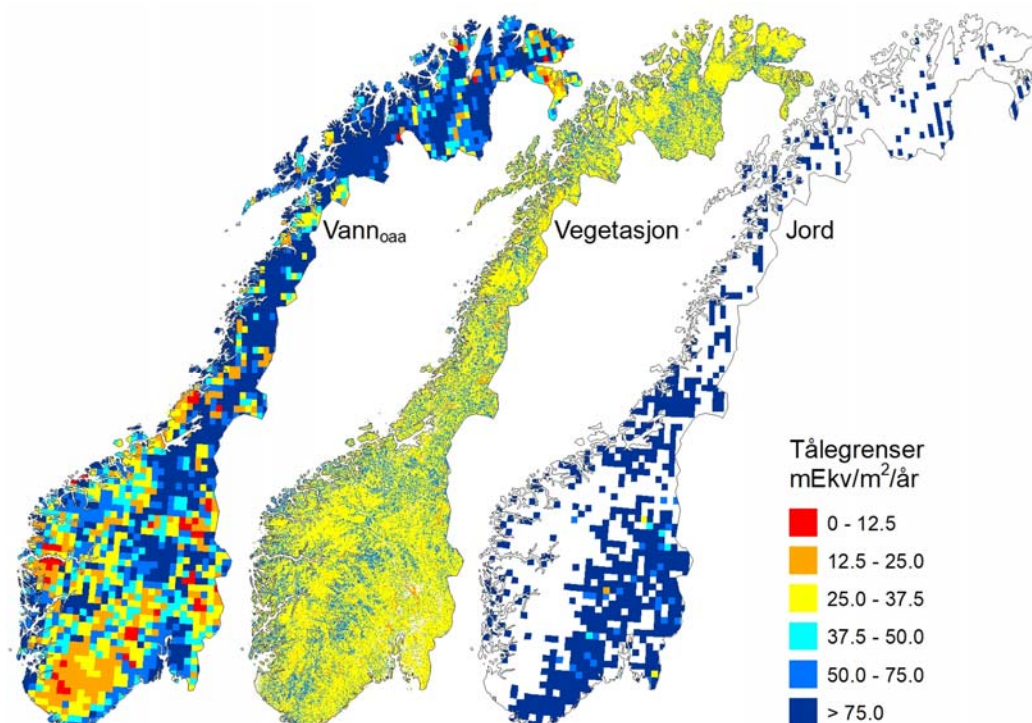 Vannoaa
Vegetasjon
Jord
Tålegrenser
mEkv/m²/år
0 - 12.5
12.5 - 25.0
25.0 - 37.5
37.5 - 50.0
50.0 - 75.0
> 75.0